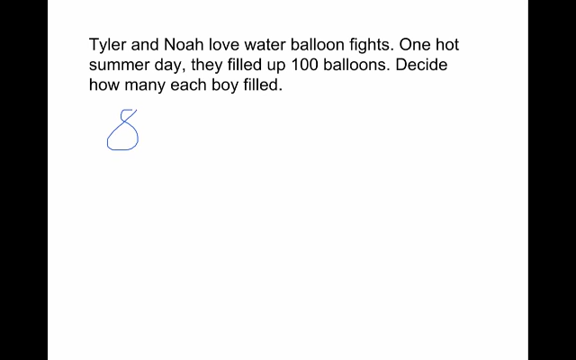 Tyler and Noah love water balloon fights. One hot
summer day, they filled up 100 balloons. Decide
how many each boy filled.
8